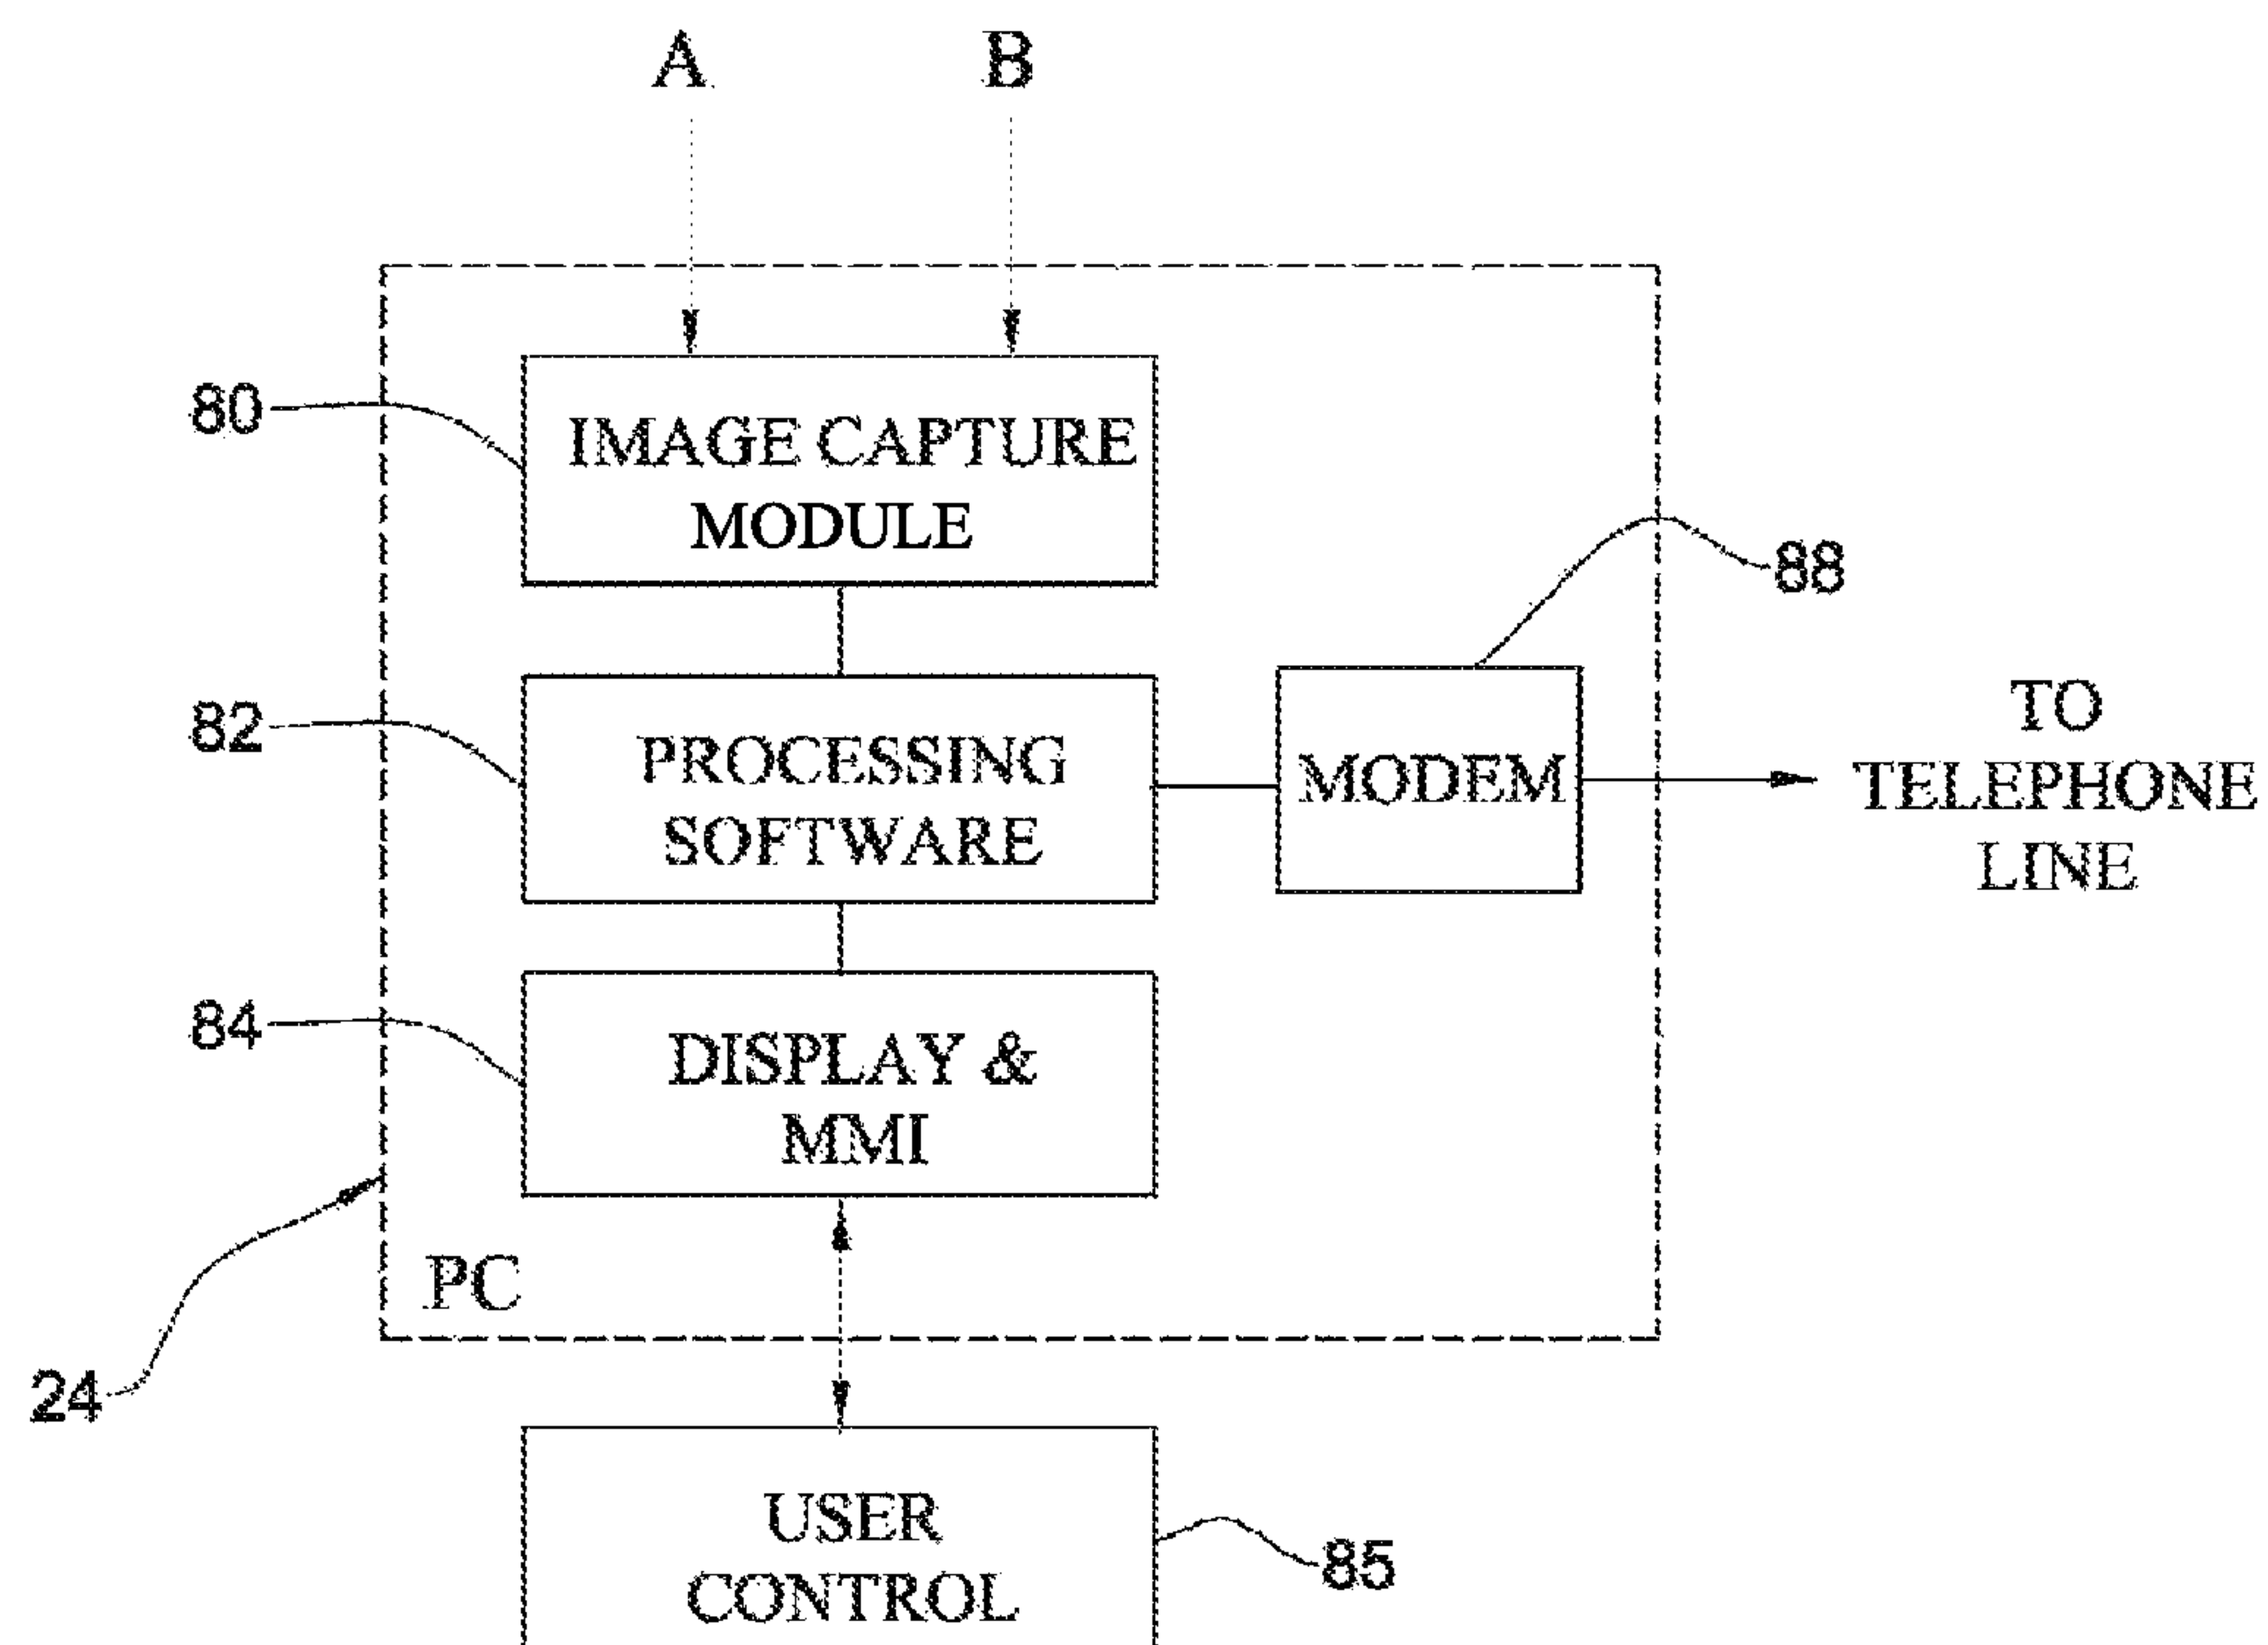 A B
80
IMAGE CAPTURE
MODULE
88
82
PROCESSING
SOFTWARE
MODEM
TO
TELEPHONE
LINE
84
DISPLAY &
MMI
PC
24
USER
CONTROL
85